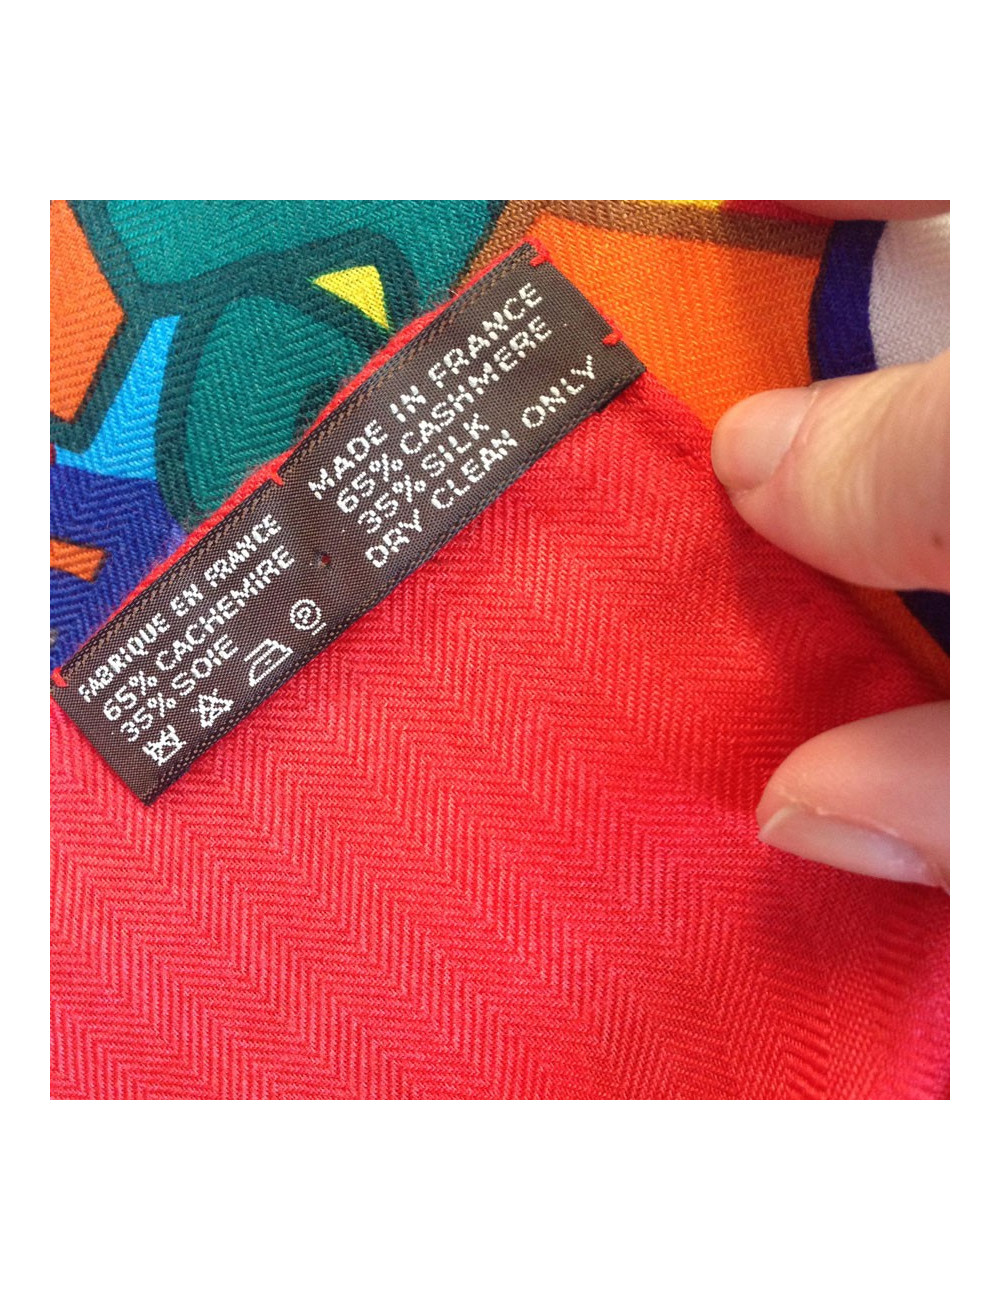 MADE IN FRANCE
65% CASHMERE
35% SILK
DRY CLEAN ONLY
FABRIQUE EN FRANCE
65% CACHEMIRE
35% SOIE